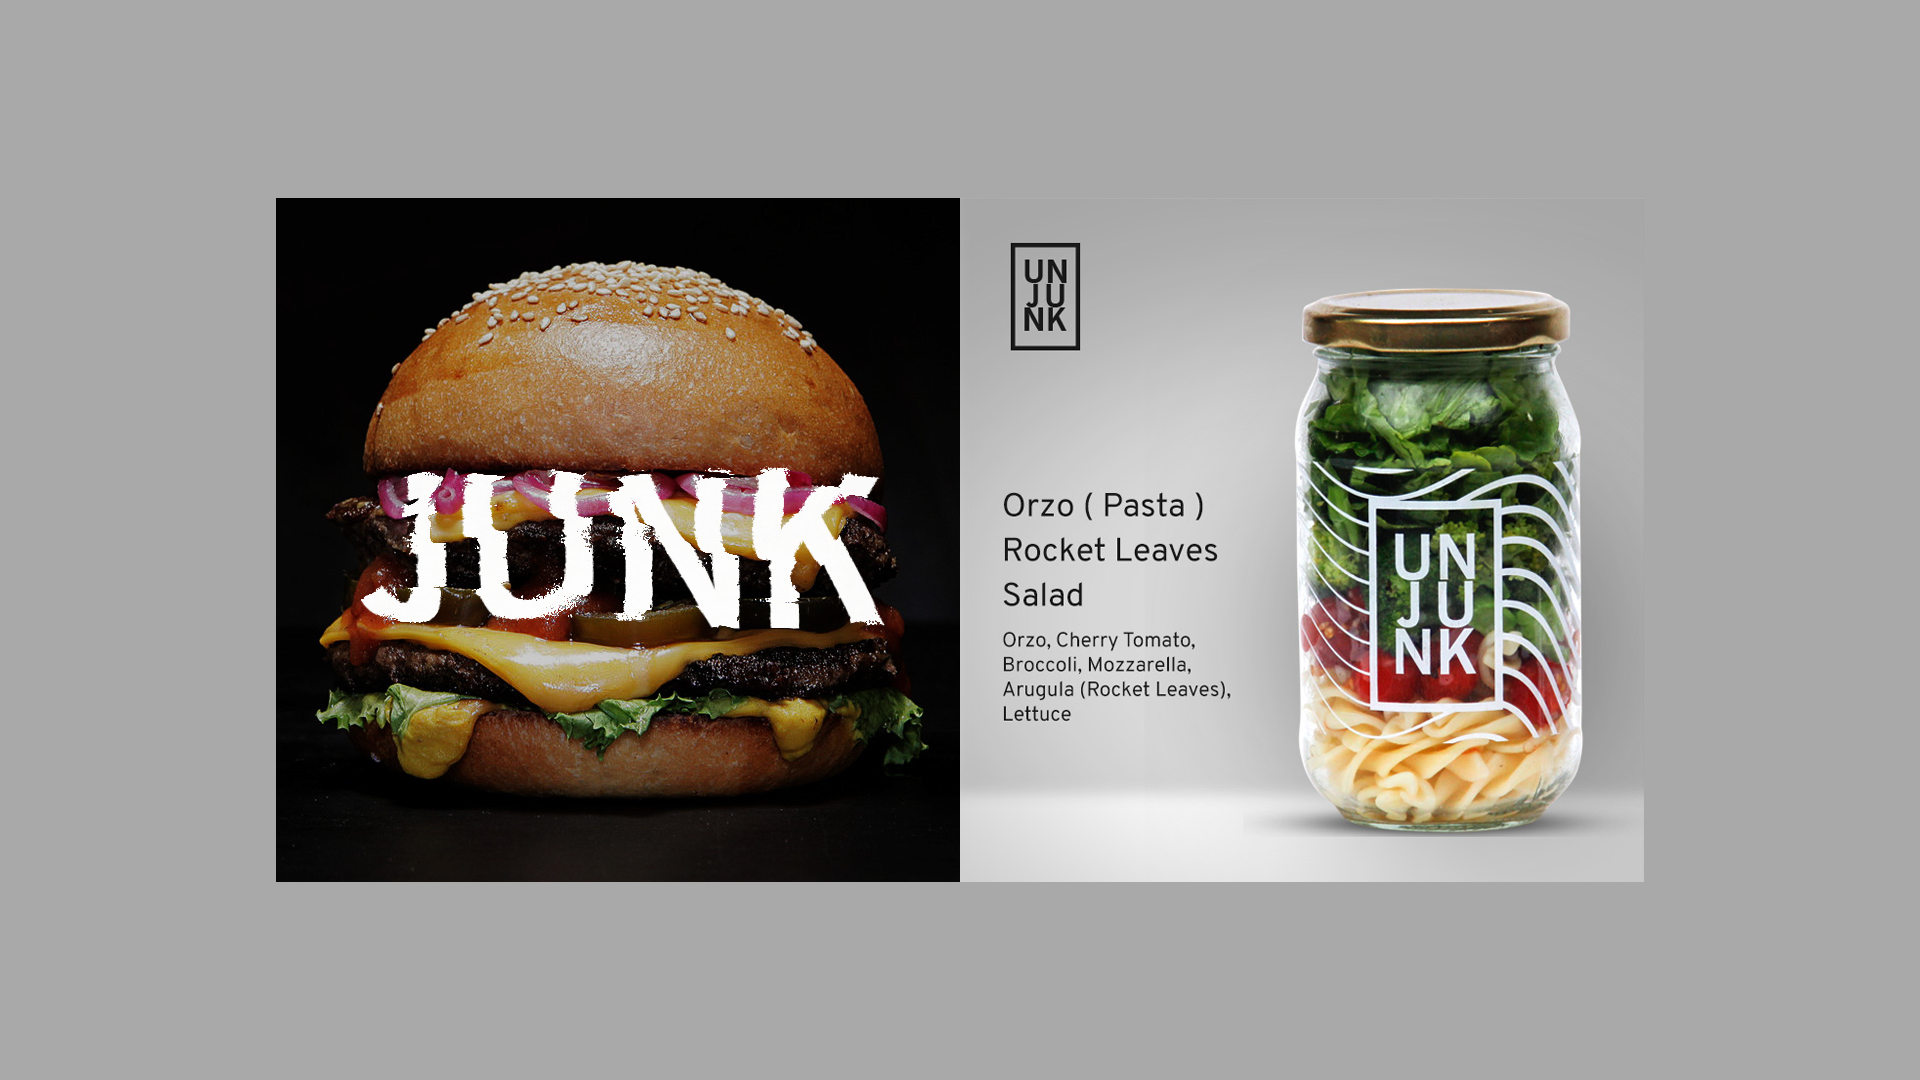 JUNK
UN
JU
NK
Orzo ( Pasta )
Rocket Leaves
Salad
Orzo, Cherry Tomato,
Broccoli, Mozzarella,
Arugula (Rocket Leaves),
Lettuce
UN
JU
NK